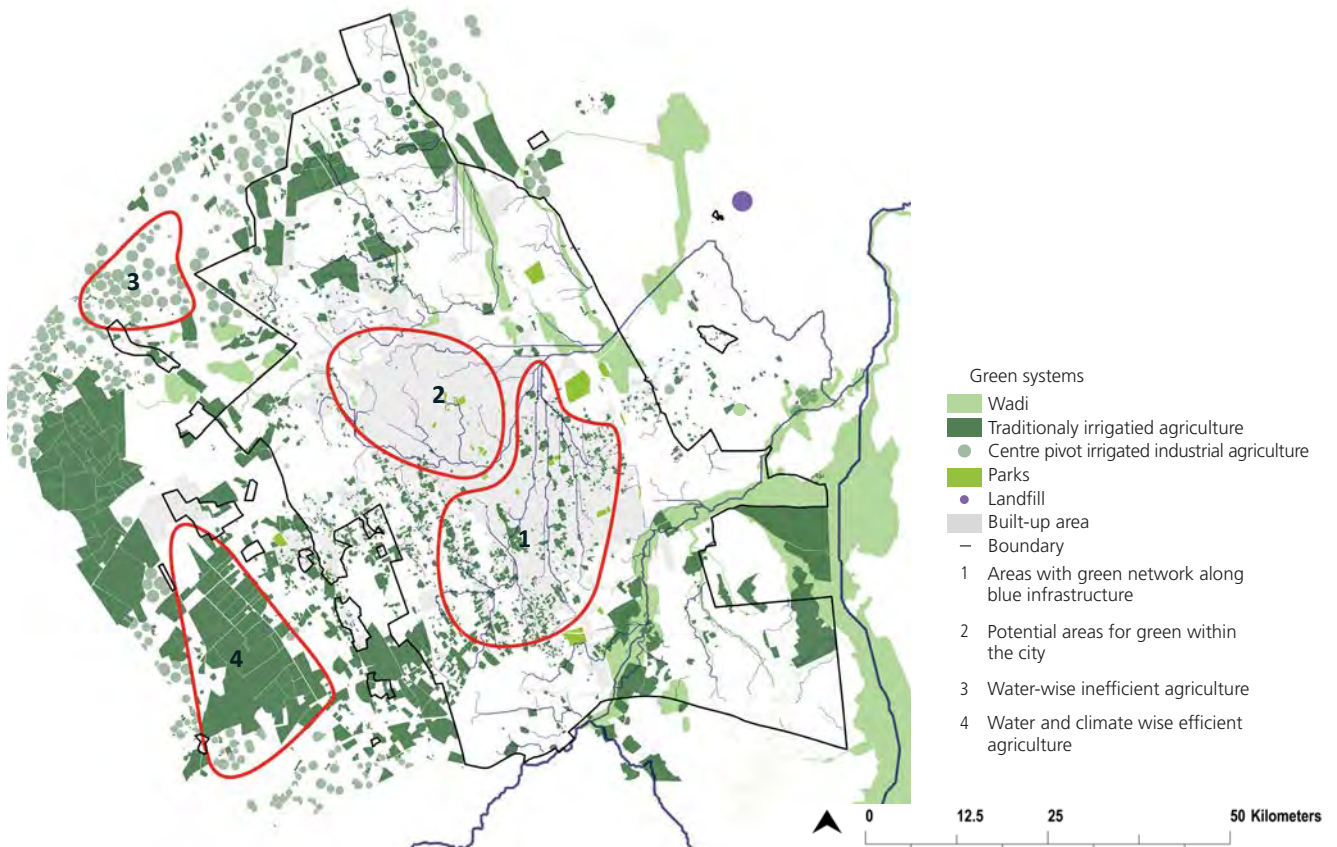 3
2
1
4
Green systems
Wadi
Traditionaly irrigatied agriculture
Centre pivot irrigated industrial agriculture
Parks
Landfill
Built-up area
Boundary
1 Areas with green network along
blue infrastructure
2 Potential areas for green within
the city
3 Water-wise inefficient agriculture
4 Water and climate wise efficient
agriculture
0 12.5 25 50 Kilometers